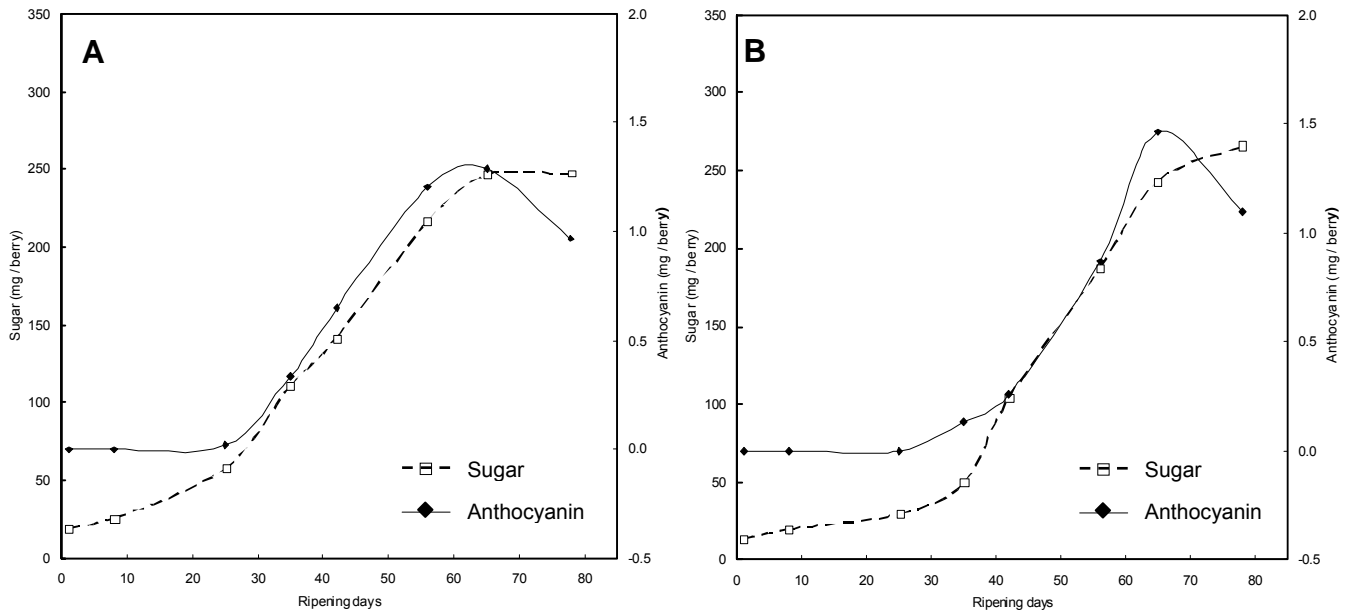 A
350
300
250
200
150
100
50
0
Sugar (mg / berry)
2.0
1.5
1.0
0.5
0.0
-0.5
Anthocyanin (mg / berry)
0 10 20 30 40 50 60 70 80
Ripening days
Sugar
Anthocyanin
B
350
300
250
200
150
100
50
0
Sugar (mg / berry)
2.0
1.5
1.0
0.5
0.0
-0.5
Anthocyanin (mg / berry)
0 10 20 30 40 50 60 70 80
Ripening days
Sugar
Anthocyanin